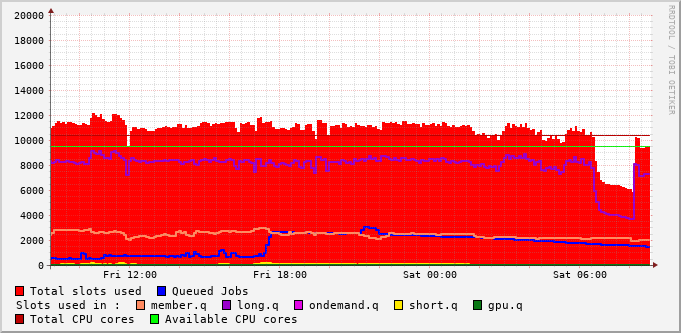 20000
18000
16000
14000
12000
10000
8000
6000
4000
2000
0
Fri 12:00 Fri 18:00 Sat 00:00 Sat 06:00
RRDTOOL / TOBI OETIKER
Total slots used Queued Jobs
Slots used in : member.q long.q ondemand.q short.q gpu.q
Total CPU cores Available CPU cores